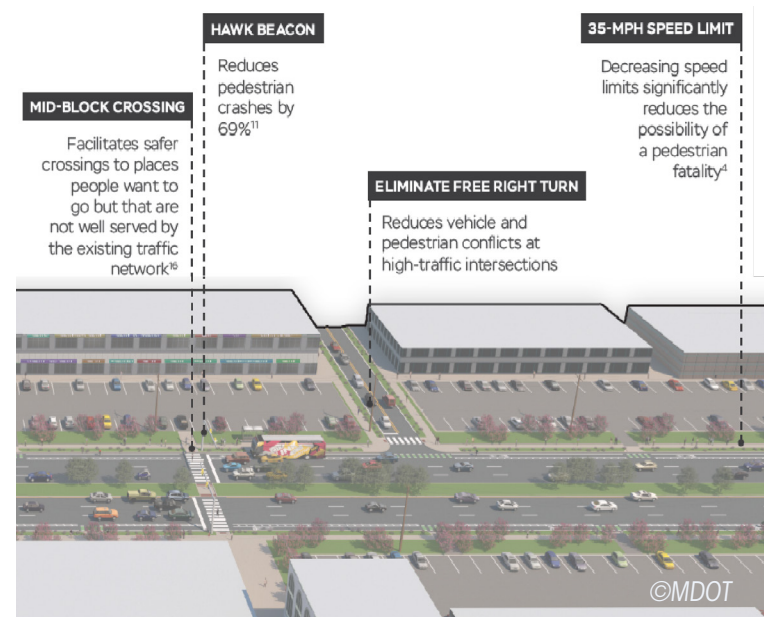 HAWK BEACON
Reduces
pedestrian
crashes by
69%¹¹
35-MPH SPEED LIMIT
Decreasing speed
limits significantly
reduces the
possibility of
a pedestrian
fatality⁴
MID-BLOCK CROSSING
Facilitates safer
crossings to places
people want to
go but that are
not well served by
the existing traffic
network¹⁶
ELIMINATE FREE RIGHT TURN
Reduces vehicle and
pedestrian conflicts at
high-traffic intersections
©MDOT